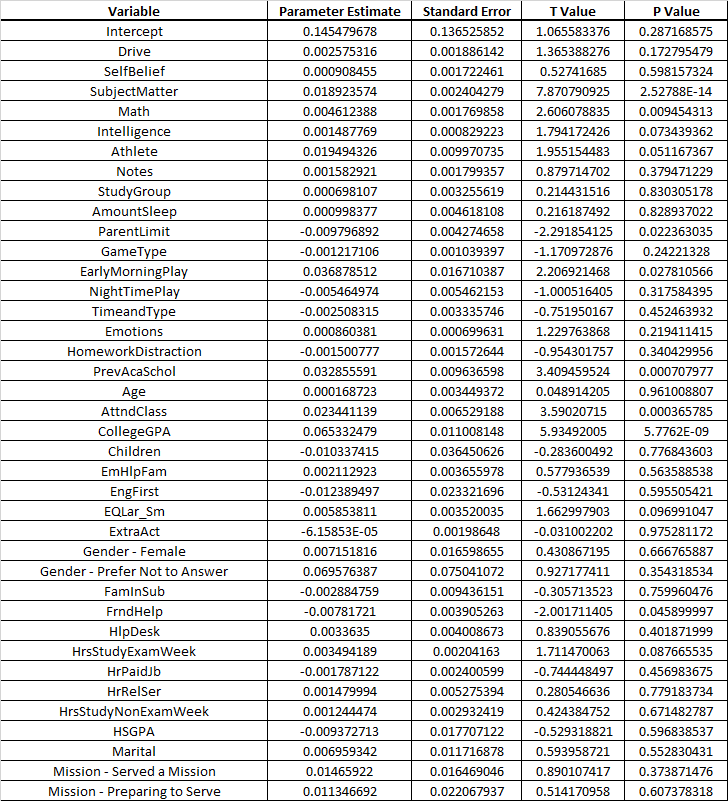 Variable Parameter Estimate Standard Error T Value P Value
Intercept 0.145479678 0.136525852 1.065583376 0.287168575
Drive 0.002575316 0.001886142 1.365388276 0.172795479
SelfBelief 0.000908455 0.001722461 0.52741685 0.598157324
SubjectMatter 0.018923574 0.002404279 7.870790925 2.52788E-14
Math 0.004612388 0.001769858 2.606078835 0.009454313
Intelligence 0.001487769 0.000829223 1.794172426 0.073439362
Athlete 0.019494326 0.009970735 1.955154483 0.051167367
Notes 0.001582921 0.001799357 0.879714702 0.379471229
StudyGroup 0.000698107 0.003255619 0.214431516 0.830305178
AmountSleep 0.000998377 0.004618108 0.216187492 0.828937022
ParentLimit -0.009796892 0.004274658 -2.291854125 0.022363035
GameType -0.001217106 0.001039397 -1.170972876 0.24221328
EarlyMorningPlay 0.036878512 0.016710387 2.206921468 0.027810566
NightTimePlay -0.005464974 0.005462153 -1.000516405 0.317584395
TimeandType -0.002508315 0.003335746 -0.751950167 0.452463932
Emotions 0.000860381 0.000699631 1.229763868 0.219411415
HomeworkDistraction -0.001500777 0.001572644 -0.954301757 0.340429956
PrevAcaSchol 0.032855591 0.009636598 3.409459524 0.000707977
Age 0.000168723 0.003449372 0.048914205 0.961008807
AttndClass 0.023441139 0.006529188 3.59020715 0.000365785
CollegeGPA 0.065332479 0.011008148 5.93492005 5.7762E-09
Children -0.010337415 0.036450626 -0.283600492 0.776843603
EmHlpFam 0.002112923 0.003655978 0.577936539 0.563588538
EngFirst -0.012389497 0.023321696 -0.53124341 0.595505421
EQLar_Sm 0.005853811 0.003520035 1.662997903 0.096991047
ExtraAct -6.15853E-05 0.00198648 -0.031002202 0.975281172
Gender - Female 0.007151816 0.016598655 0.430867195 0.666765887
Gender - Prefer Not to Answer 0.069576387 0.075041072 0.927177411 0.354318534
FamInSub -0.002884759 0.009436151 -0.305713523 0.759960476
FrndHelp -0.00781721 0.003905263 -2.001711405 0.045899997
HlpDesk 0.0033635 0.004008673 0.839055676 0.401871999
HrsStudyExamWeek 0.003494189 0.00204163 1.711470063 0.087665535
HrPaidJb -0.001787122 0.002400599 -0.744448497 0.456983675
HrRelSer 0.001479994 0.005275394 0.280546636 0.779183734
HrsStudyNonExamWeek 0.001244474 0.002932419 0.424384752 0.671482787
HSGPA -0.009372713 0.017707122 -0.529318821 0.596838537
Marital 0.006959342 0.011716878 0.593958721 0.552830431
Mission - Served a Mission 0.01465922 0.016469046 0.890107417 0.373871476
Mission - Preparing to Serve 0.011346692 0.022067937 0.514170958 0.607378318